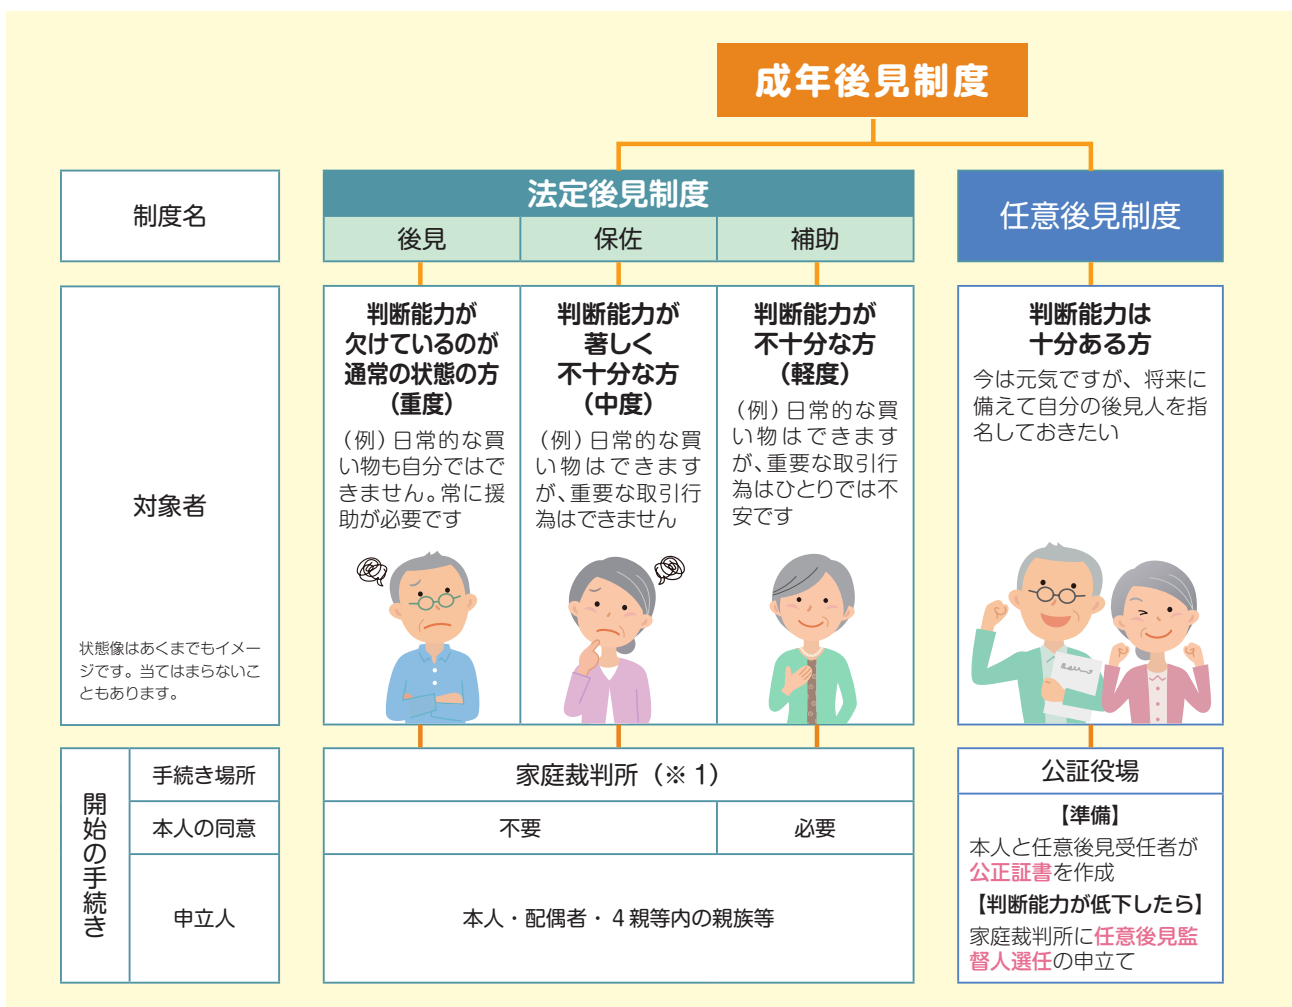 成年後見制度
制度名
法定後見制度
後見
保佐
補助
任意後見制度
対象者
状態像はあくまでもイメー
ジです。当てはまらないこ
ともあります。
判断能力が
欠けているのが
通常の状態の方
（重度）
（例）日常的な買
い物も自分ではで
きません。常に援
助が必要です
判断能力が
著しく
不十分な方
（中度）
（例）日常的な買
い物はできます
が、重要な取引行
為はできません
判断能力が
不十分な方
（軽度）
（例）日常的な買
い物はできます
が、重要な取引行
為はひとりでは不
安です
判断能力は
十分ある方
今は元気ですが、将来に
備えて自分の後見人を指
名しておきたい
開始の手続き
手続き場所
家庭裁判所（※1）
本人の同意
不要
必要
申立人
本人・配偶者・４親等内の親族等
公証役場
【準備】
本人と任意後見受任者が
公正証書を作成
【判断能力が低下したら】
家庭裁判所に任意後見監
督人選任の申立て